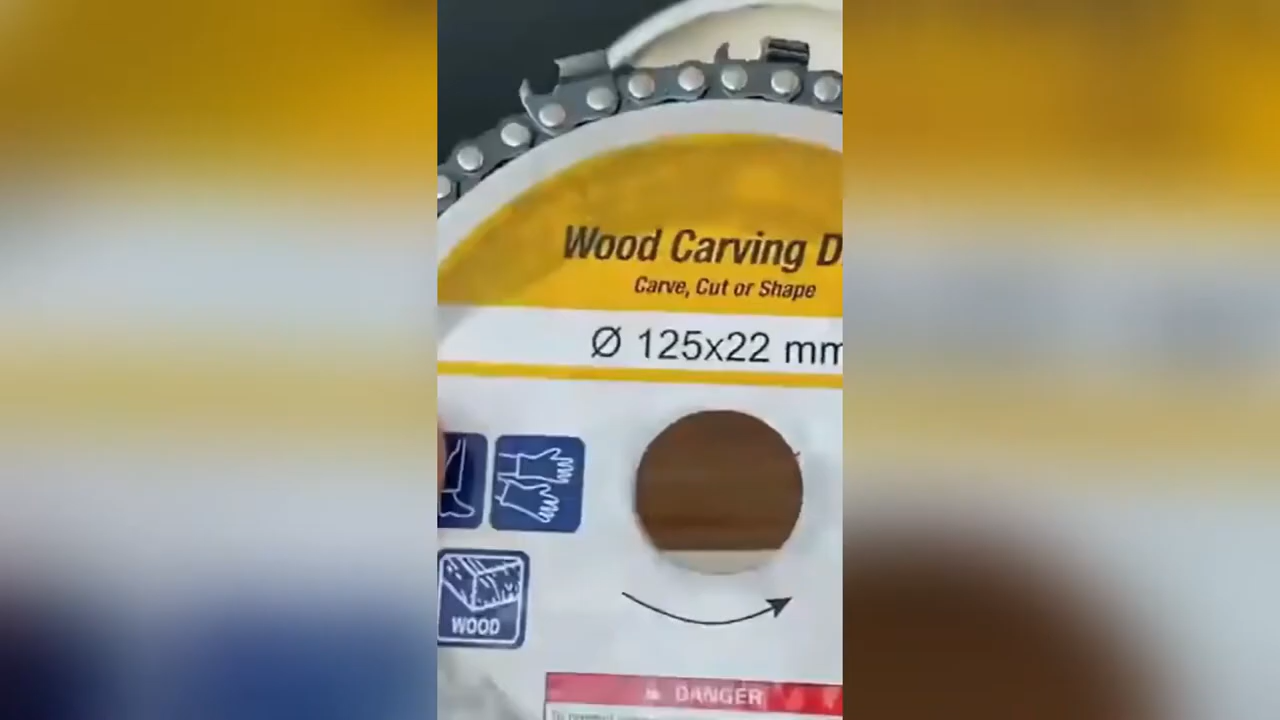 Wood Carving D
Carve, Cut or Shape
Ø 125x22 mm
WOOD
DANGER